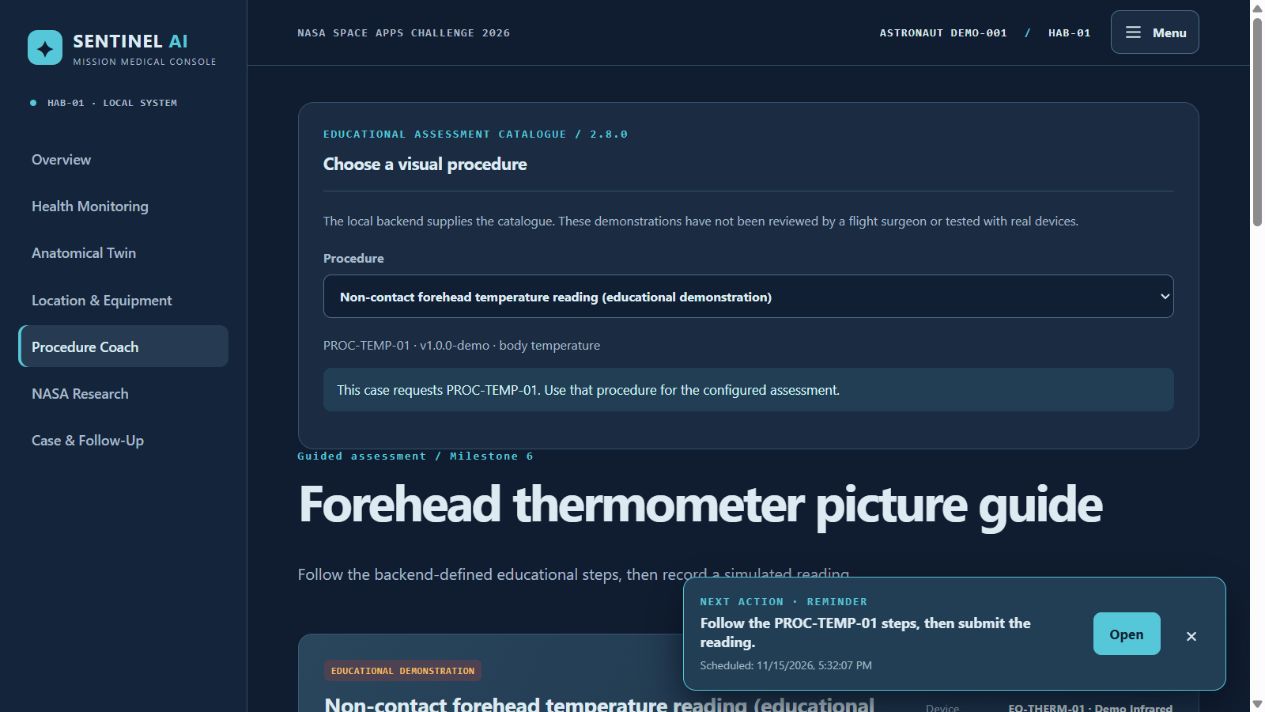 SENTINEL AI
MISSION MEDICAL CONSOLE
HAB-01 · LOCAL SYSTEM
Overview
Health Monitoring
Anatomical Twin
Location & Equipment
Procedure Coach
NASA Research
Case & Follow-Up
NASA SPACE APPS CHALLENGE 2026
ASTRONAUT DEMO-001 / HAB-01
Menu
EDUCATIONAL ASSESSMENT CATALOGUE / 2.8.0
Choose a visual procedure
The local backend supplies the catalogue. These demonstrations have not been reviewed by a flight surgeon or tested with real devices.
Procedure
Non-contact forehead temperature reading (educational demonstration)
PROC-TEMP-01 · v1.0.0-demo · body temperature
This case requests PROC-TEMP-01. Use that procedure for the configured assessment.
Guided assessment / Milestone 6
Forehead thermometer picture guide
Follow the backend-defined educational steps, then record a simulated reading.
NEXT ACTION · REMINDER
Follow the PROC-TEMP-01 steps, then submit the
reading.
Scheduled: 11/15/2026, 5:32:07 PM
Open
EDUCATIONAL DEMONSTRATION
Non-contact forehead temperature reading (educational
Device
EQ-THERM-01 · Demo Infrared